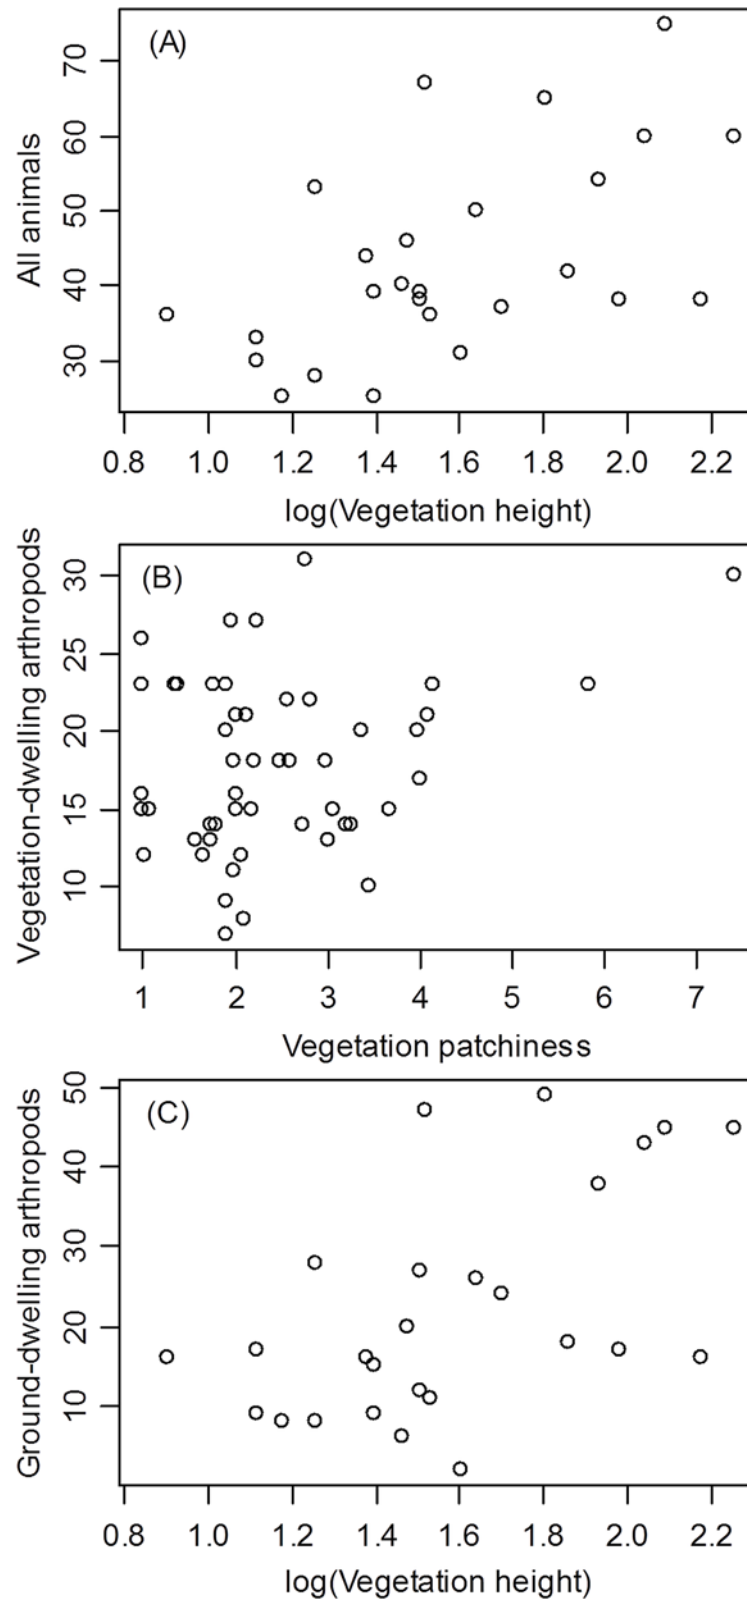 (A)
All animals
70
60
50
40
30
0.8 1.0 1.2 1.4 1.6 1.8 2.0 2.2
log(Vegetation height)
(B)
Vegetation-dwelling arthropods
30
25
20
15
10
1 2 3 4 5 6 7
Vegetation patchiness
(C)
Ground-dwelling arthropods
50
40
30
20
10
0.8 1.0 1.2 1.4 1.6 1.8 2.0 2.2
log(Vegetation height)